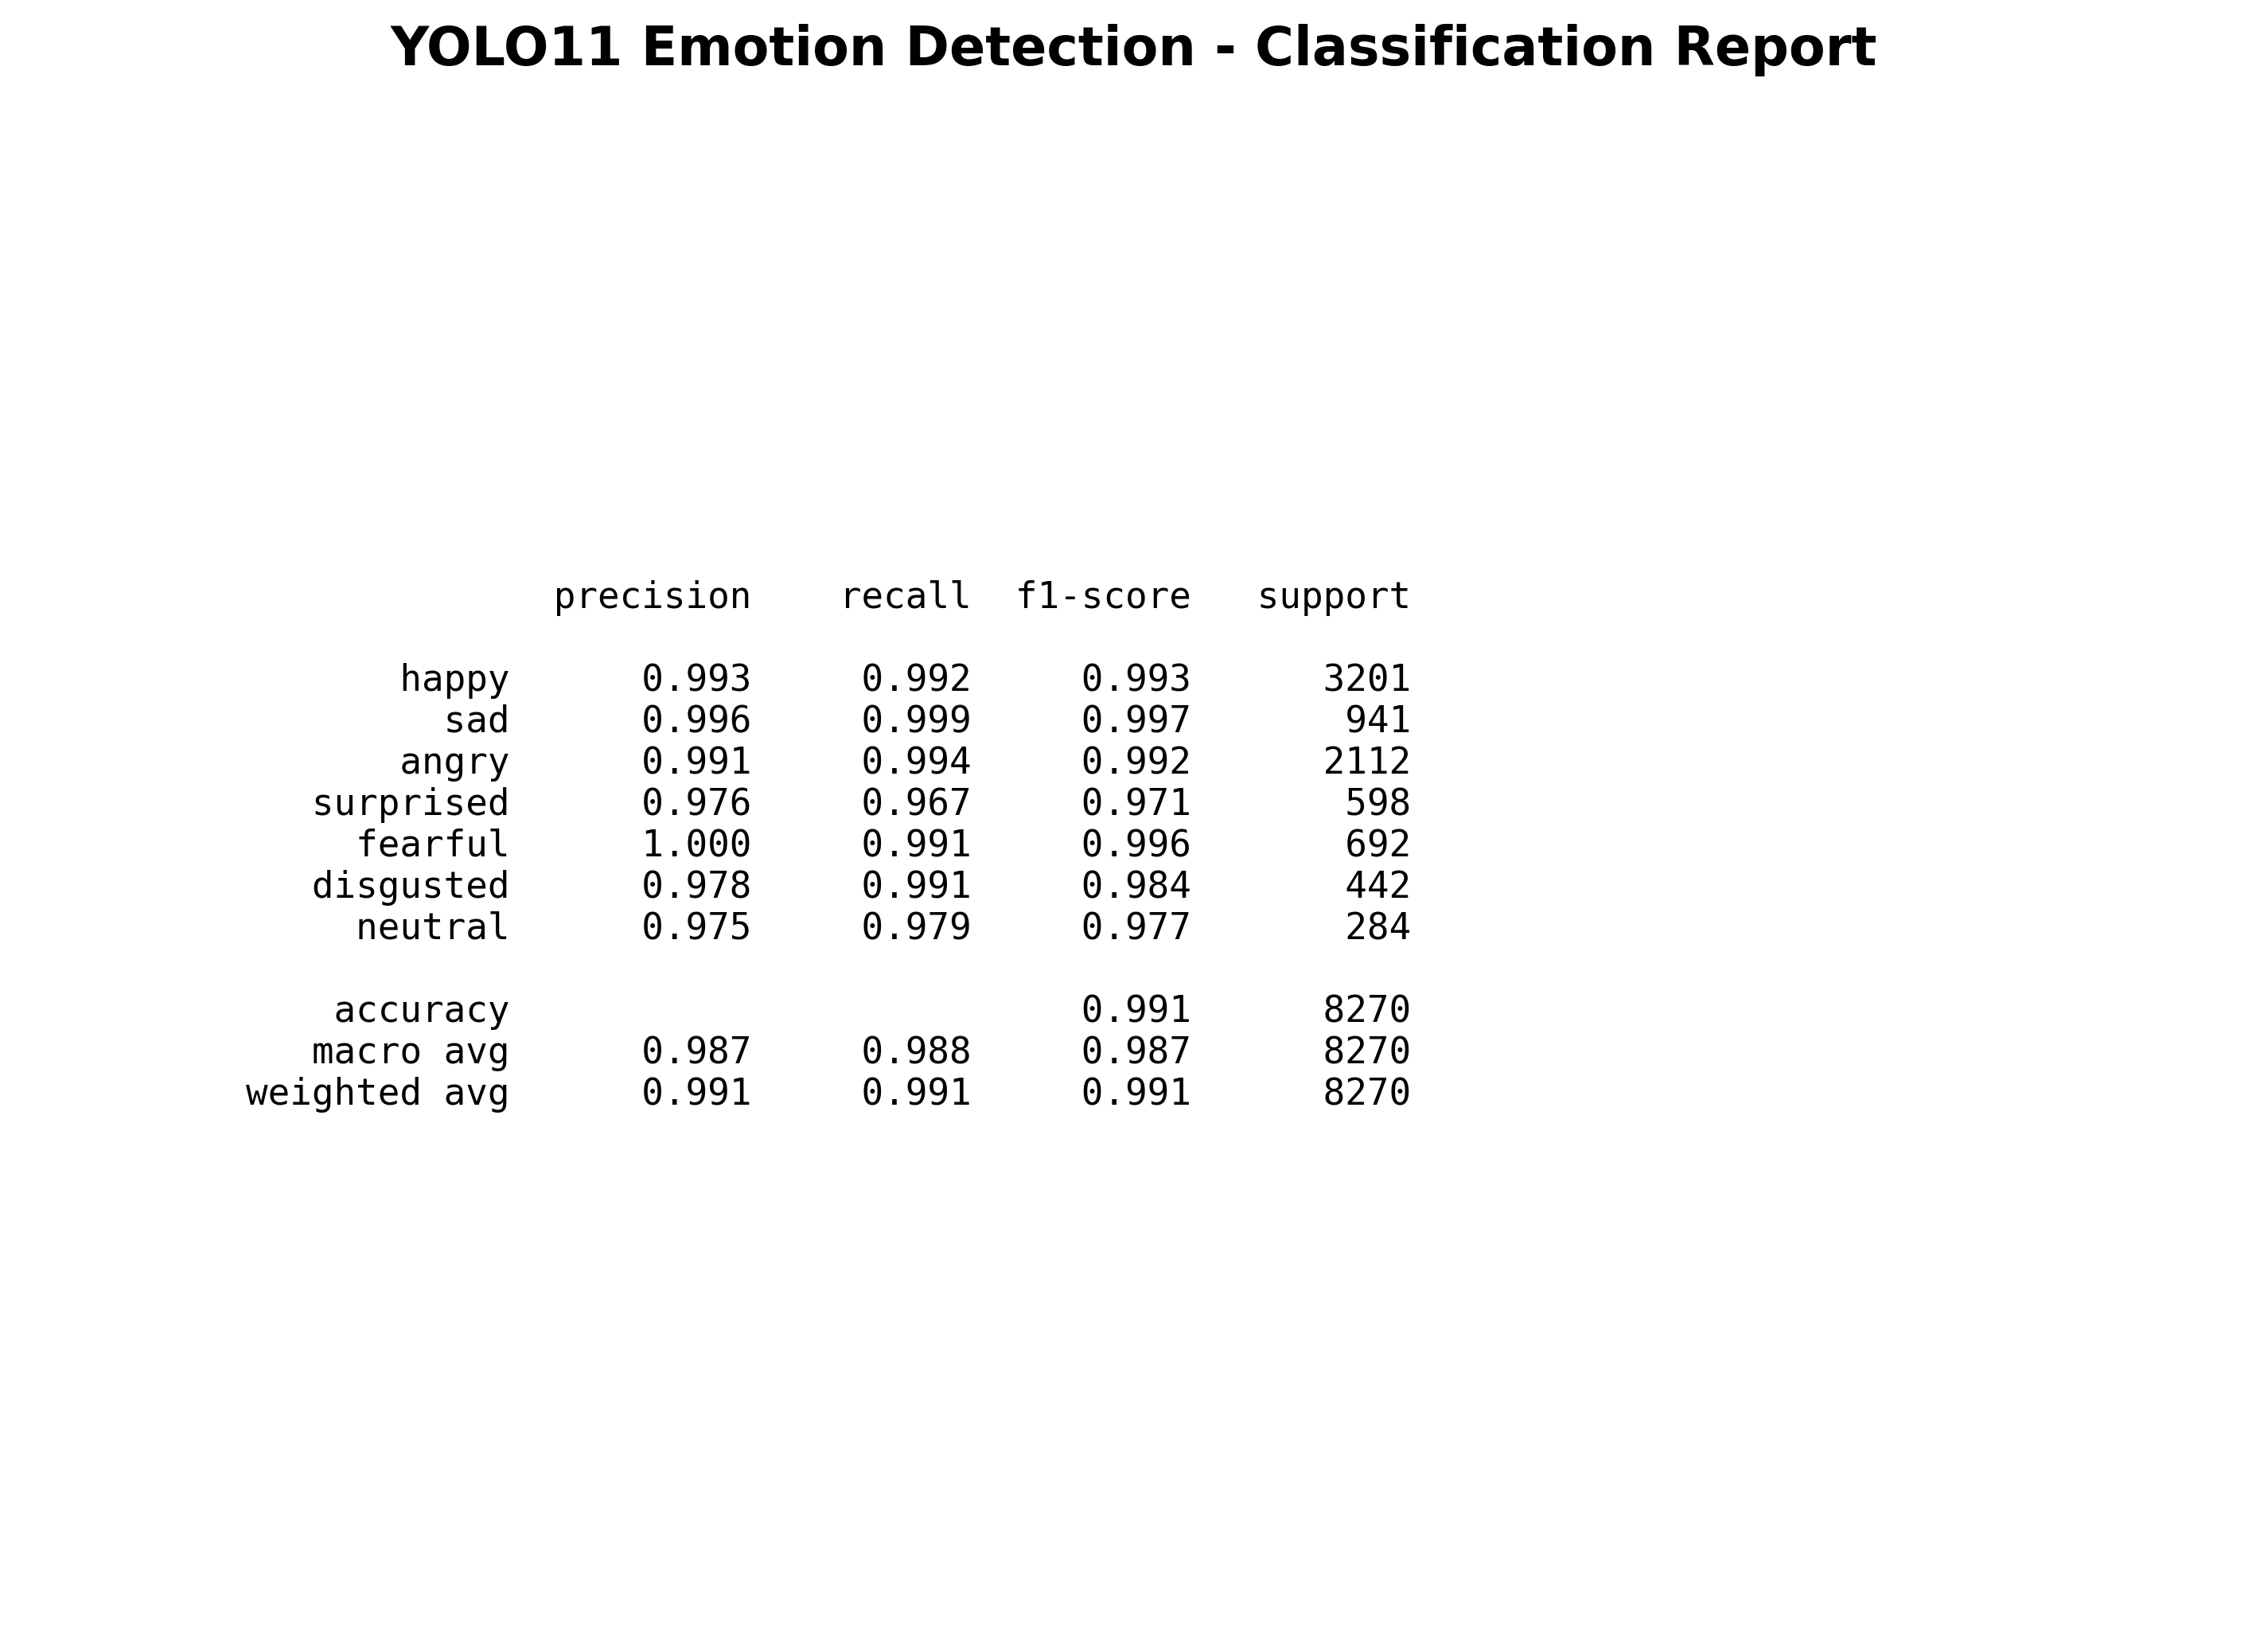 YOLO11 Emotion Detection - Classification Report
precision recall f1-score support
happy 0.993 0.992 0.993 3201
sad 0.996 0.999 0.997 941
angry 0.991 0.994 0.992 2112
surprised 0.976 0.967 0.971 598
fearful 1.000 0.991 0.996 692
disgusted 0.978 0.991 0.984 442
neutral 0.975 0.979 0.977 284
accuracy 0.991 8270
macro avg 0.987 0.988 0.987 8270
weighted avg 0.991 0.991 0.991 8270